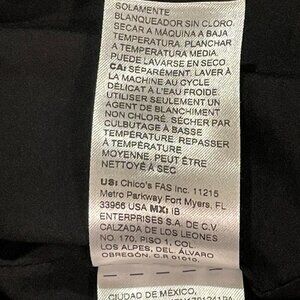 SOLAMENTE
BLANQUEADOR SIN CLORO.
SECAR A MÁQUINA A BAJA
TEMPERATURA. PLANCHAR
A TEMPERATURA MEDIA.
PUEDE LAVARSE EN SECO.
CA: SÉPARÉMENT. LAVER À
LA MACHINE AU CYCLE
DÉLICAT À L'EAU FROIDE.
UTILISER SEULEMENT UN
AGENT DE BLANCHIMENT
NON CHLORÉ. SÉCHER PAR
CULBUTAGE À BASSE
TEMPÉRATURE. REPASSER
À TEMPÉRATURE
MOYENNE. PEUT ÊTRE
NETTOYÉ À SEC.
US: Chico's FAS Inc. 11215
Metro Parkway Fort Myers, FL
33966 USA MX: IB
ENTERPRISES S.A. DE C.V
CALZADA DE LOS LEONES
NO. 170, PISO 1, COL
LOS ALPES, DEL. ÁLVARO
OBREGÓN, C.P. 01010
CIUDAD DE MÉXICO,